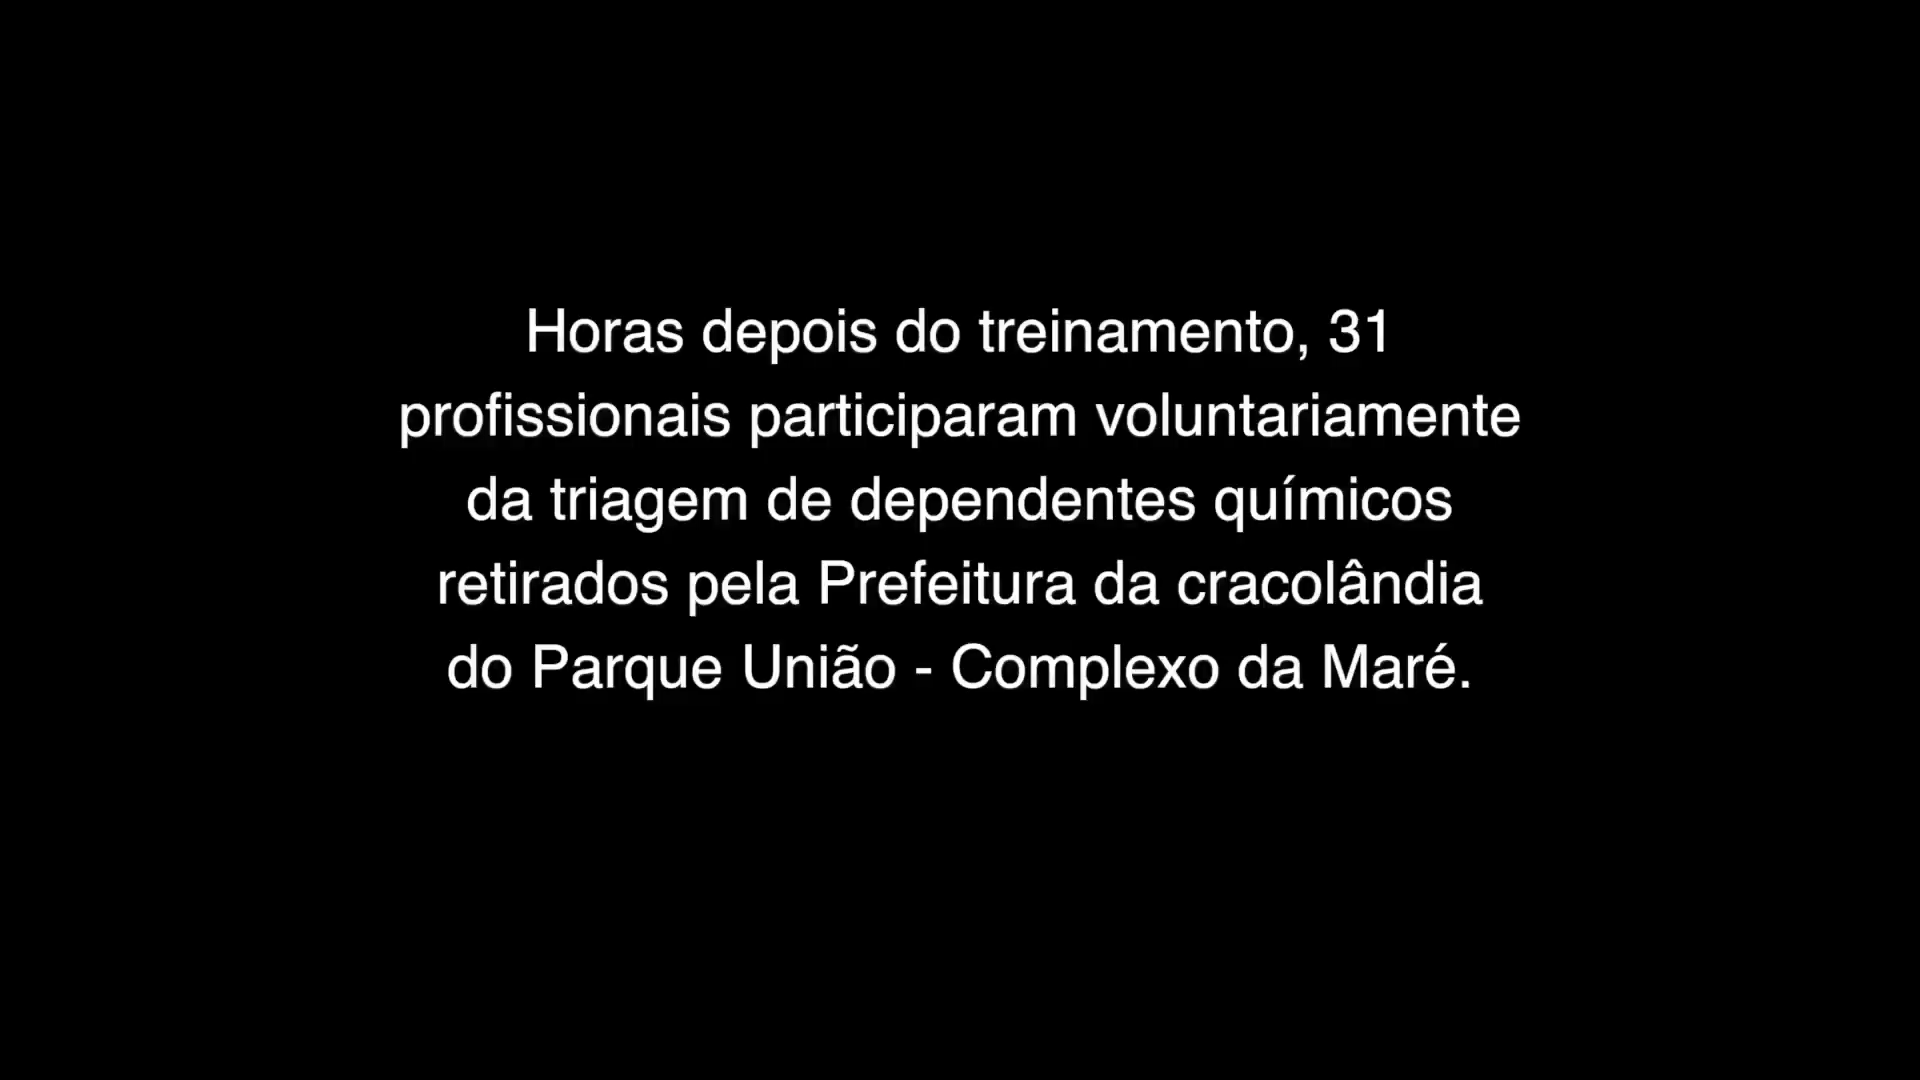 Horas depois do treinamento, 31
profissionais participaram voluntariamente
da triagem de dependentes químicos
retirados pela Prefeitura da cracolândia
do Parque União - Complexo da Maré.